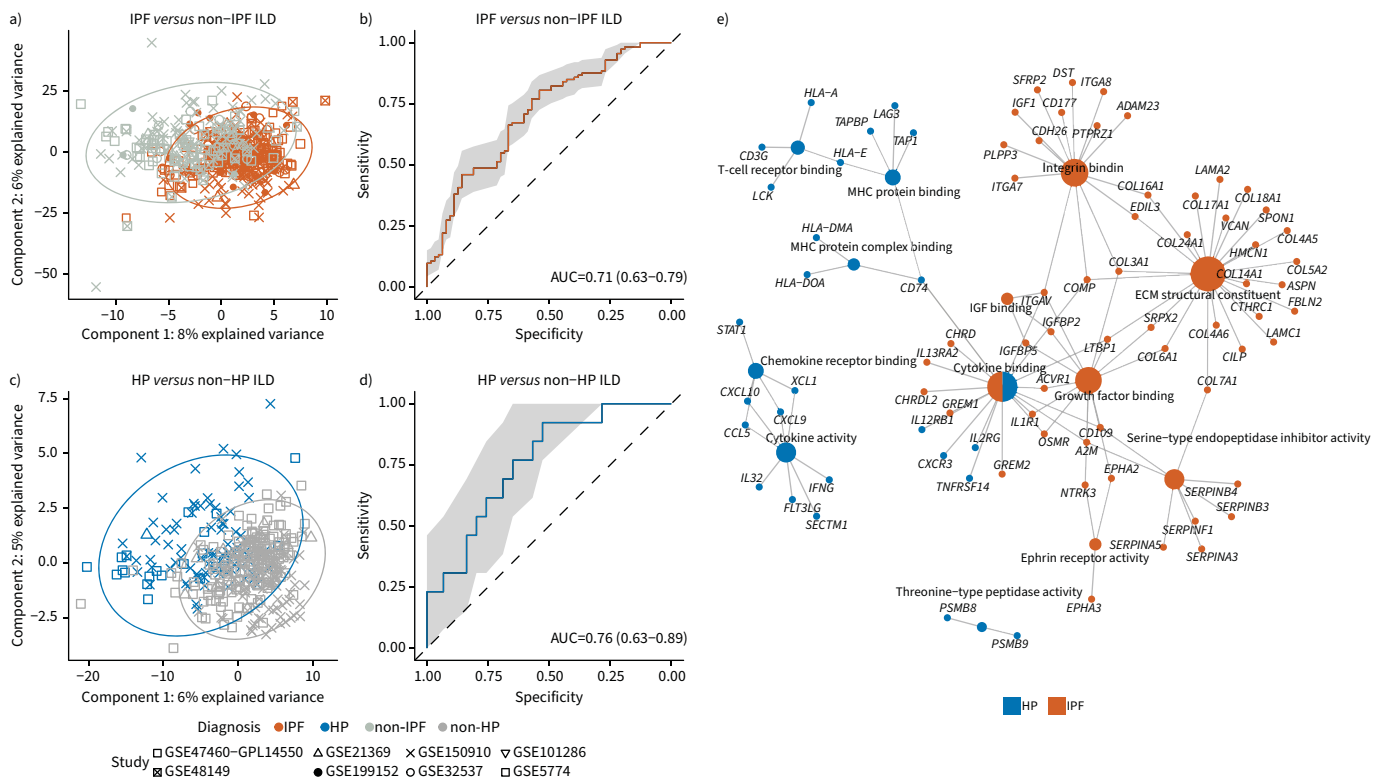 a)
IPF versus non−IPF ILD
Component 2: 6% explained variance
25
0
−25
−50
−10
−5
0
5
10
Component 1: 8% explained variance
b)
IPF versus non−IPF ILD
Sensitivity
1.00
0.75
0.50
0.25
0.00
AUC=0.71 (0.63−0.79)
1.00
0.75
0.50
0.25
0.00
Specificity
c)
HP versus non−HP ILD
Component 2: 5% explained variance
7.5
5.0
2.5
0.0
−2.5
−20
−10
0
10
Component 1: 6% explained variance
d)
HP versus non−HP ILD
Sensitivity
1.00
0.75
0.50
0.25
0.00
AUC=0.76 (0.63−0.89)
1.00
0.75
0.50
0.25
0.00
Specificity
Diagnosis IPF HP non−IPF non−HP
Study GSE47460−GPL14550 GSE21369 GSE150910 GSE101286
GSE48149 GSE199152 GSE32537 GSE5774
e)
HLA−A
LAG3
TAPBP
TAP1
HLA−E
CD3G
T−cell receptor binding
LCK
MHC protein binding
HLA−DMA
MHC protein complex binding
HLA−DOA
CD74
DST
SFRP2
ITGA8
IGF1
CD177
ADAM23
CDH26
PTPRZ1
PLPP3
Integrin bindin
ITGA7
COL16A1
EDIL3
LAMA2
COL17A1
COL18A1
VCAN
SPON1
COL24A1
HMCN1
COL4A5
COL3A1
COL14A1
COL5A2
COMP
ASPN
ECM structural constituent
CTHRC1
FBLN2
IGF binding
ITGAV
IGFBP2
SRPX2
COL4A6
LAMC1
CHRD
IL13RA2
IGFBP5
LTBP1
COL6A1
CILP
Cytokine binding
ACVR1
Growth factor binding
COL7A1
CHRDL2
GREM1
IL12RB1
IL1R1
IL2RG
OSMR
CD109
A2M
Serine−type endopeptidase inhibitor activity
CXCR3
GREM2
TNFRSF14
EPHA2
NTRK3
SERPINB4
SERPINB3
SERPINF1
SERPINA5
SERPINA3
Ephrin receptor activity
EPHA3
STAT1
Chemokine receptor binding
XCL1
CXCL10
CXCL9
CCL5
Cytokine activity
IL32
IFNG
FLT3LG
SECTM1
Threonine−type peptidase activity
PSMB8
PSMB9
HP IPF